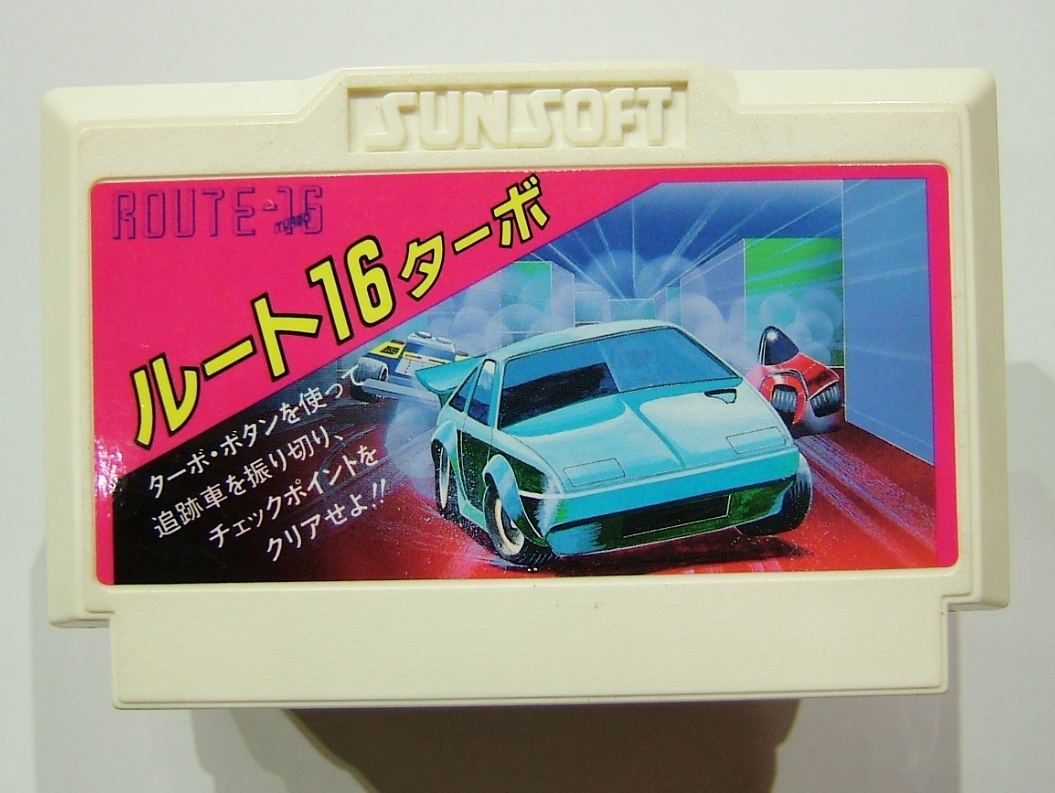 SUNSOFT
ROUTE-16
TURBO
ルート16ターボ
ターボ・ボタンを使って
追跡車を振り切り、
チェックポイントを
クリアせよ!!